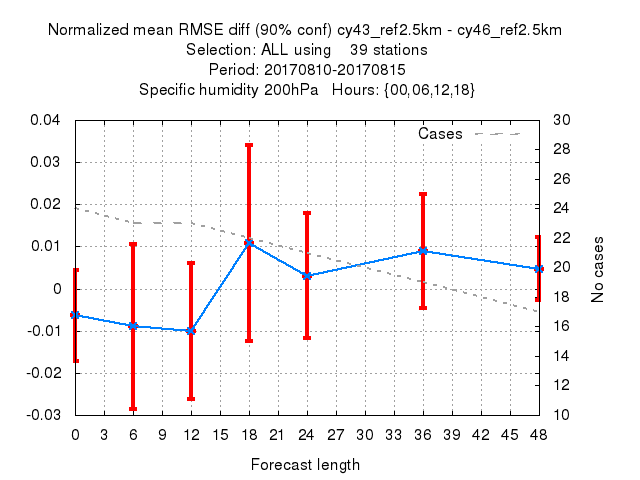 Normalized mean RMSE diff (90% conf) cy43_ref2.5km - cy46_ref2.5km
Selection: ALL using    39 stations
Period: 20170810-20170815
Specific humidity 200hPa   Hours: {00,06,12,18}
0.04
0.03
0.02
0.01
0
-0.01
-0.02
-0.03
Cases
30
28
26
24
22
20
18
16
14
12
10
No cases
0 3 6 9 12 15 18 21 24 27 30 33 36 39 42 45 48
Forecast length